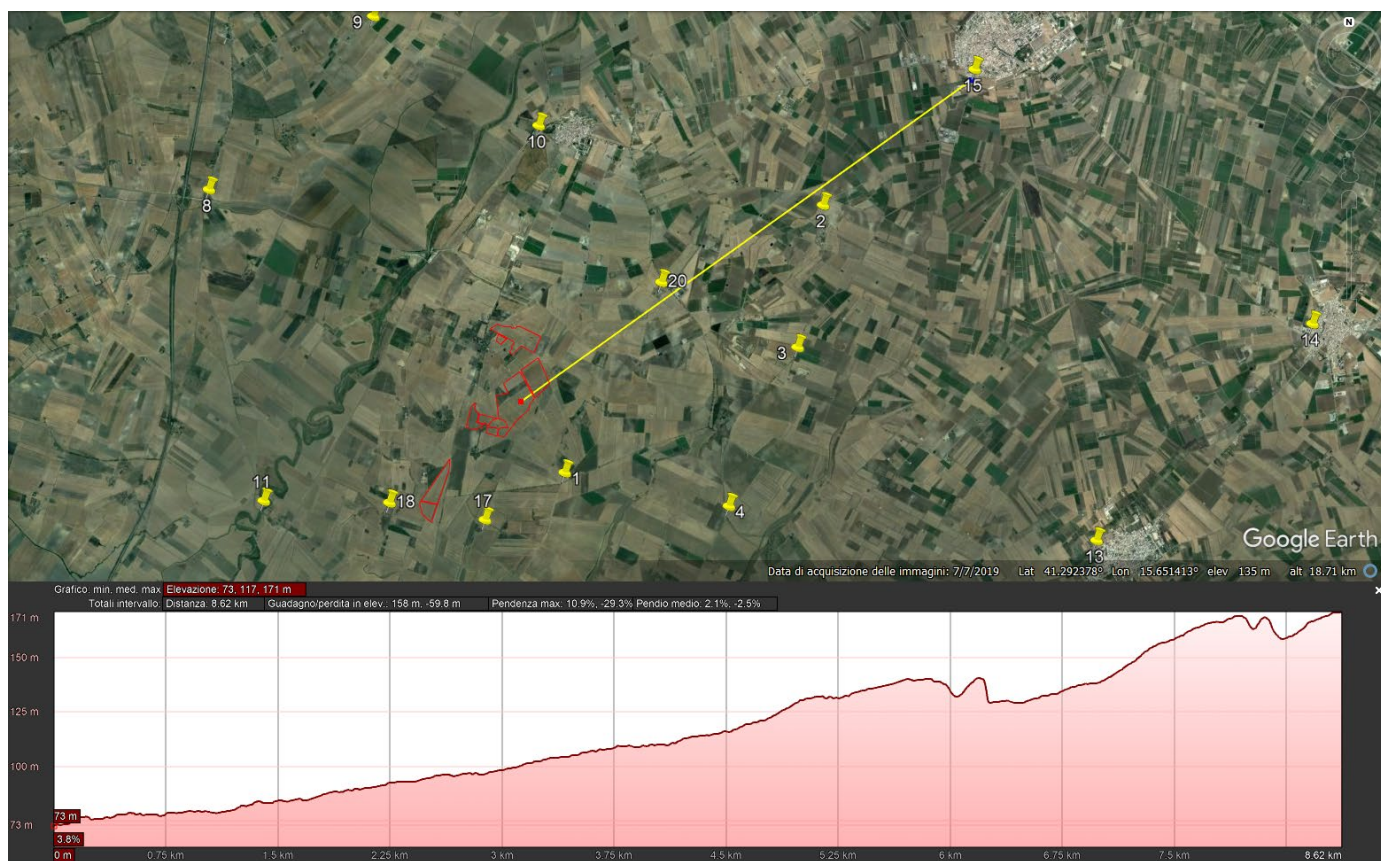 9
N
15
10
8
2
20
3
14
11
18
17
1
4
13
Google Earth
Data di acquisizione delle immagini: 7/7/2019 Lat 41.292378° Lon 15.651413° elev 135 m alt 18.71 km
Grafico: min. med. max Elevazione: 73, 117, 171 m
Totali intervallo: Distanza: 8.62 km Guadagno/perdita in elev.: 158 m, -59.8 m Pendenza max: 10.9%, -29.3% Pendio medio: 2.1%, -2.5%
171 m
150 m
125 m
100 m
73 m
73 m
3.8%
0 m 0.75 km 1.5 km 2.25 km 3 km 3.75 km 4.5 km 5.25 km 6 km 6.75 km 7.5 km 8.62 km